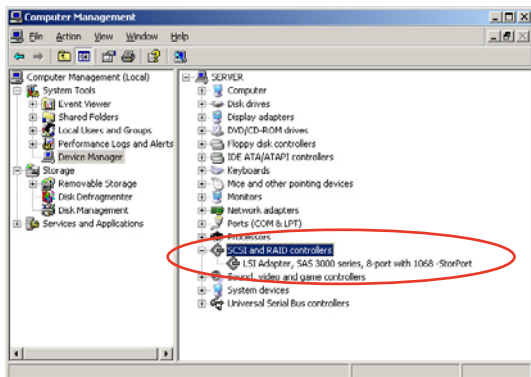 Computer Management
File Action View Window Help
Computer Management (Local)
System Tools
Event Viewer
Shared Folders
Local Users and Groups
Performance Logs and Alerts
Device Manager
Storage
Removable Storage
Disk Defragmenter
Disk Management
Services and Applications
SERVER
Computer
Disk drives
Display adapters
DVD/CD-ROM drives
Floppy disk controllers
IDE ATA/ATAPI controllers
Keyboards
Mice and other pointing devices
Monitors
Network adapters
Ports (COM & LPT)
Processors
SCSI and RAID controllers
LSI Adapter, SAS 3000 series, 8-port with 1068 -StorPort
Sound, video and game controllers
System devices
Universal Serial Bus controllers